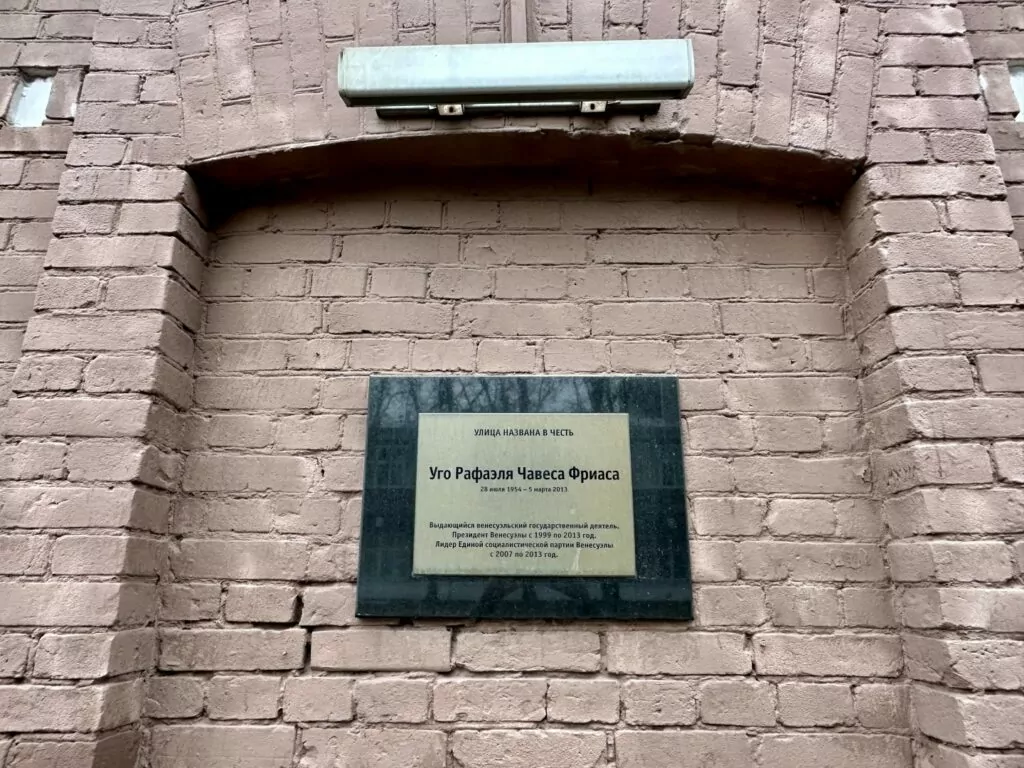 УЛИЦА НАЗВАНА В ЧЕСТЬ
Уго Рафаэля Чавеса Фриаса
28 июля 1954 – 5 марта 2013
Выдающийся венесуэльский государственный деятель.
Президент Венесуэлы с 1999 по 2013 год.
Лидер Единой социалистической партии Венесуэлы
с 2007 по 2013 год.